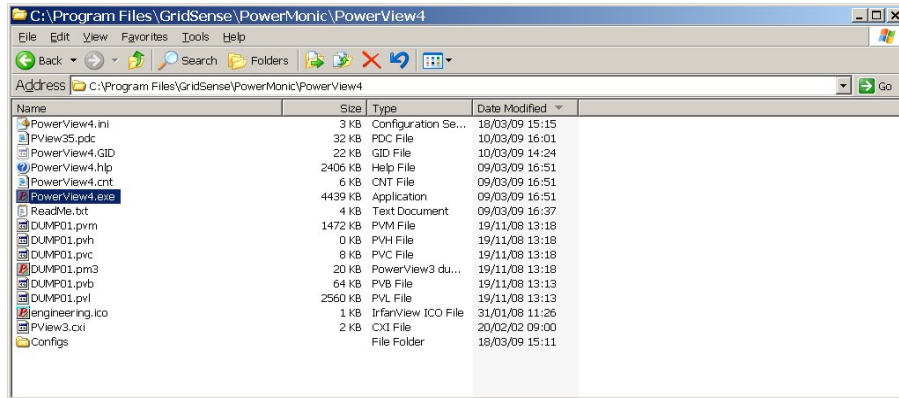 C:\Program Files\GridSense\PowerMonic\PowerView4
File Edit View Favorites Tools Help
Back Search Folders
Address C:\Program Files\GridSense\PowerMonic\PowerView4 Go
Name Size Type Date Modified
PowerView4.ini 3 KB Configuration Se... 18/03/09 15:15
PView35.pdc 32 KB PDC File 10/03/09 16:01
PowerView4.GID 22 KB GID File 10/03/09 14:24
PowerView4.hlp 2406 KB Help File 09/03/09 16:51
PowerView4.cnt 6 KB CNT File 09/03/09 16:51
PowerView4.exe 4439 KB Application 09/03/09 16:51
ReadMe.txt 4 KB Text Document 09/03/09 16:37
DUMP01.pvm 1472 KB PVM File 19/11/08 13:18
DUMP01.pvh 0 KB PVH File 19/11/08 13:18
DUMP01.pvc 8 KB PVC File 19/11/08 13:18
DUMP01.pm3 20 KB PowerView3 du... 19/11/08 13:18
DUMP01.pvb 64 KB PVB File 19/11/08 13:13
DUMP01.pvl 2560 KB PVL File 19/11/08 13:13
engineering.ico 1 KB IrfanView ICO File 31/01/08 11:26
PView3.cxi 2 KB CXI File 20/02/02 09:00
Configs File Folder 18/03/09 15:11